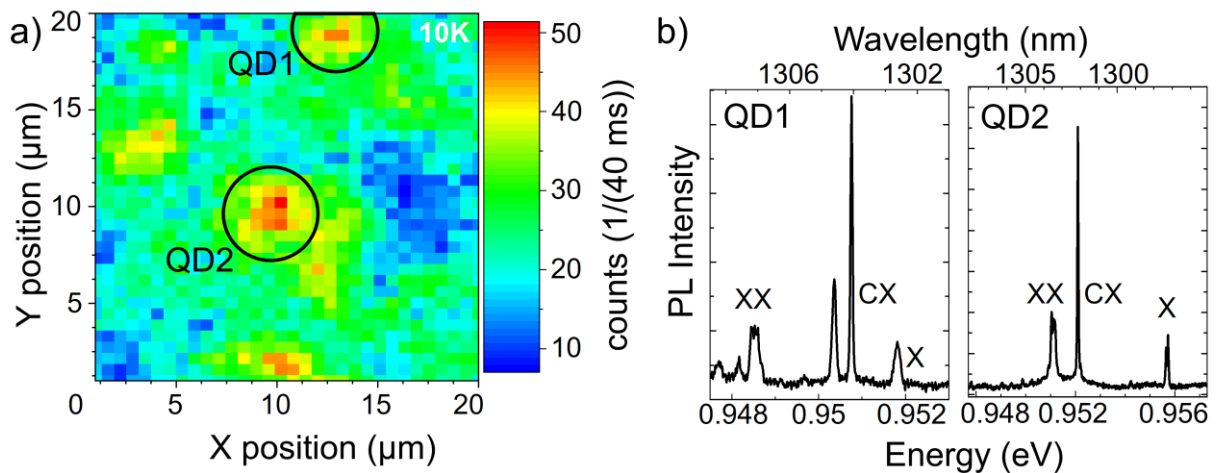 a)
20
15
10
5
0
5
10
15
20
Y position (µm)
X position (µm)
10K
QD1
QD2
50
40
30
20
10
counts (1/(40 ms))
b)
Wavelength (nm)
1306
1302
1304
1300
QD1
QD2
XX
CX
X
XX
CX
X
PL Intensity
0.948
0.95
0.952
0.948
0.952
0.956
Energy (eV)